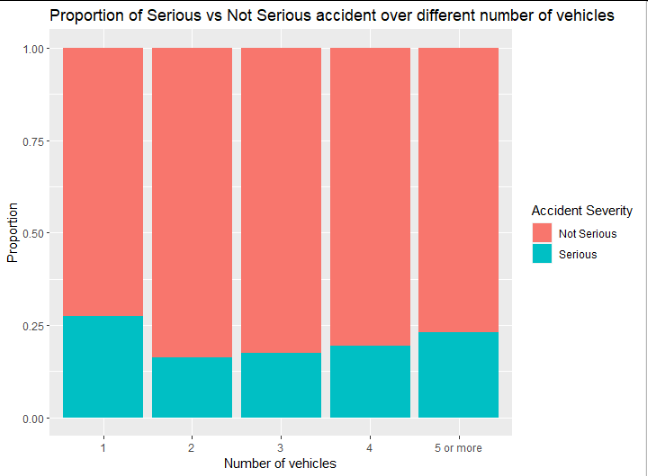 Proportion of Serious vs Not Serious accident over different number of vehicles
1.00
0.75
0.50
0.25
0.00
Proportion
1 2 3 4 5 or more
Number of vehicles
Accident Severity
Not Serious
Serious